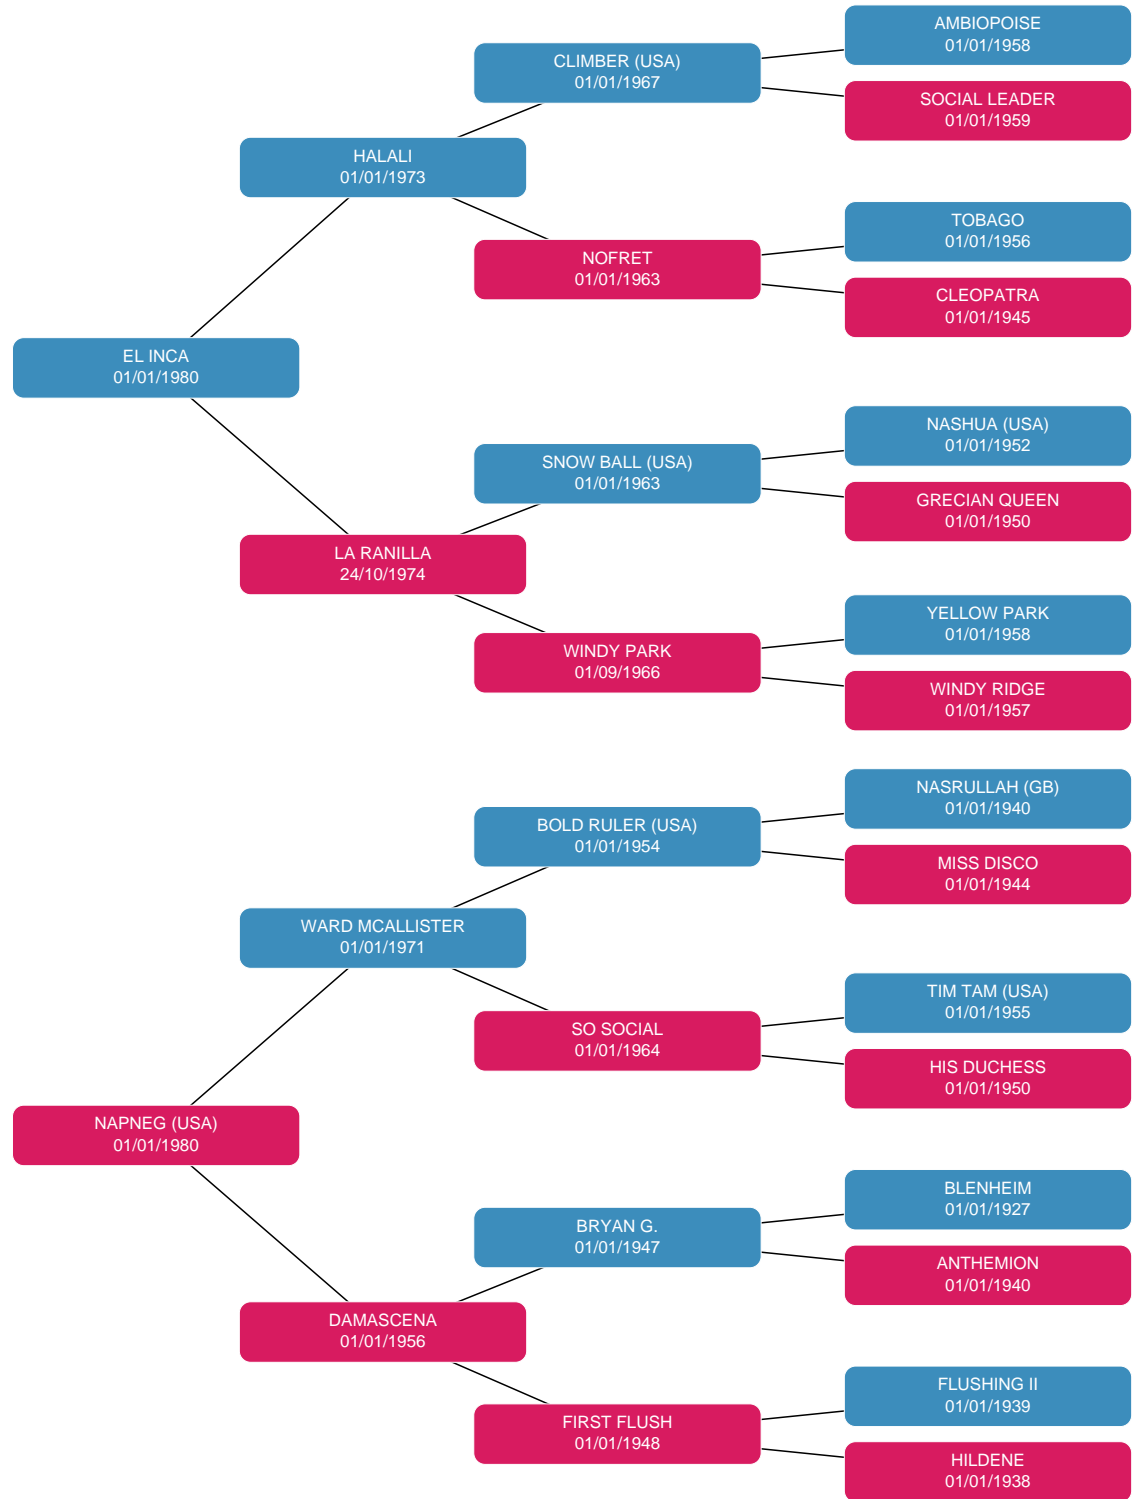 AMBIOPOISE
01/01/1958
CLIMBER (USA)
01/01/1967
SOCIAL LEADER
01/01/1959
HALALI
01/01/1973
TOBAGO
01/01/1956
NOFRET
01/01/1963
CLEOPATRA
01/01/1945
EL INCA
01/01/1980
NASHUA (USA)
01/01/1952
SNOW BALL (USA)
01/01/1963
GRECIAN QUEEN
01/01/1950
LA RANILLA
24/10/1974
YELLOW PARK
01/01/1958
WINDY PARK
01/09/1966
WINDY RIDGE
01/01/1957
NASRULLAH (GB)
01/01/1940
BOLD RULER (USA)
01/01/1954
MISS DISCO
01/01/1944
WARD MCALLISTER
01/01/1971
TIM TAM (USA)
01/01/1955
SO SOCIAL
01/01/1964
HIS DUCHESS
01/01/1950
NAPNEG (USA)
01/01/1980
BLENHEIM
01/01/1927
BRYAN G.
01/01/1947
ANTHEMION
01/01/1940
DAMASCENA
01/01/1956
FLUSHING II
01/01/1939
FIRST FLUSH
01/01/1948
HILDENE
01/01/1938